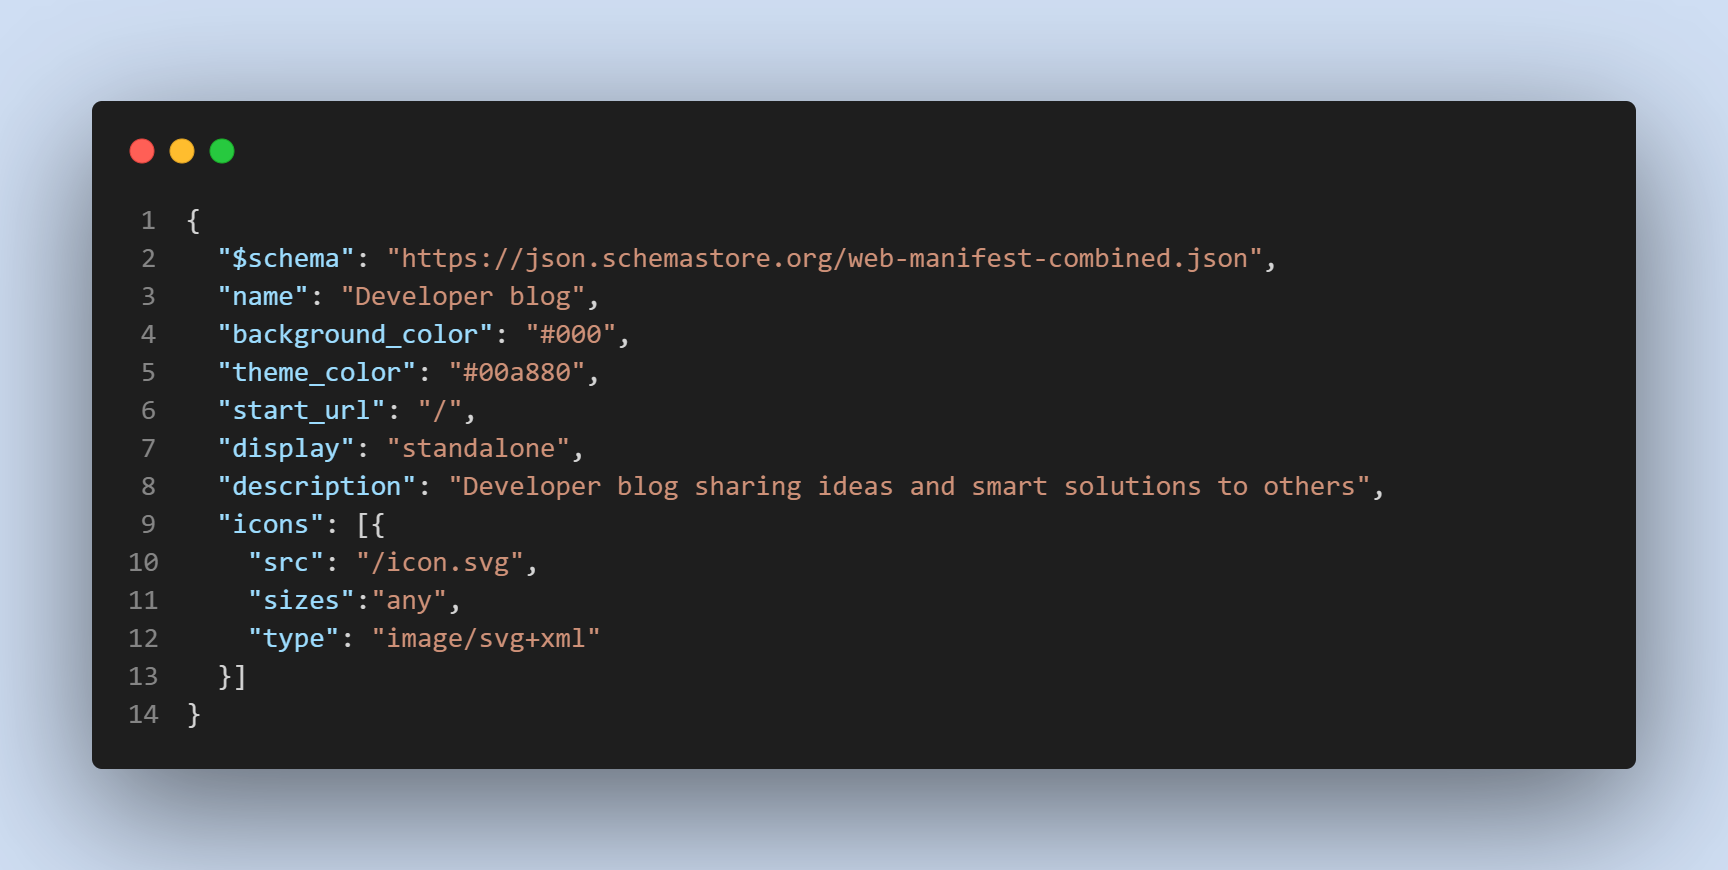 1 {
2   "$schema": "https://json.schemastore.org/web-manifest-combined.json",
3   "name": "Developer blog",
4   "background_color": "#000",
5   "theme_color": "#00a880",
6   "start_url": "/",
7   "display": "standalone",
8   "description": "Developer blog sharing ideas and smart solutions to others",
9   "icons": [{
10     "src": "/icon.svg",
11     "sizes":"any",
12     "type": "image/svg+xml"
13   }]
14 }